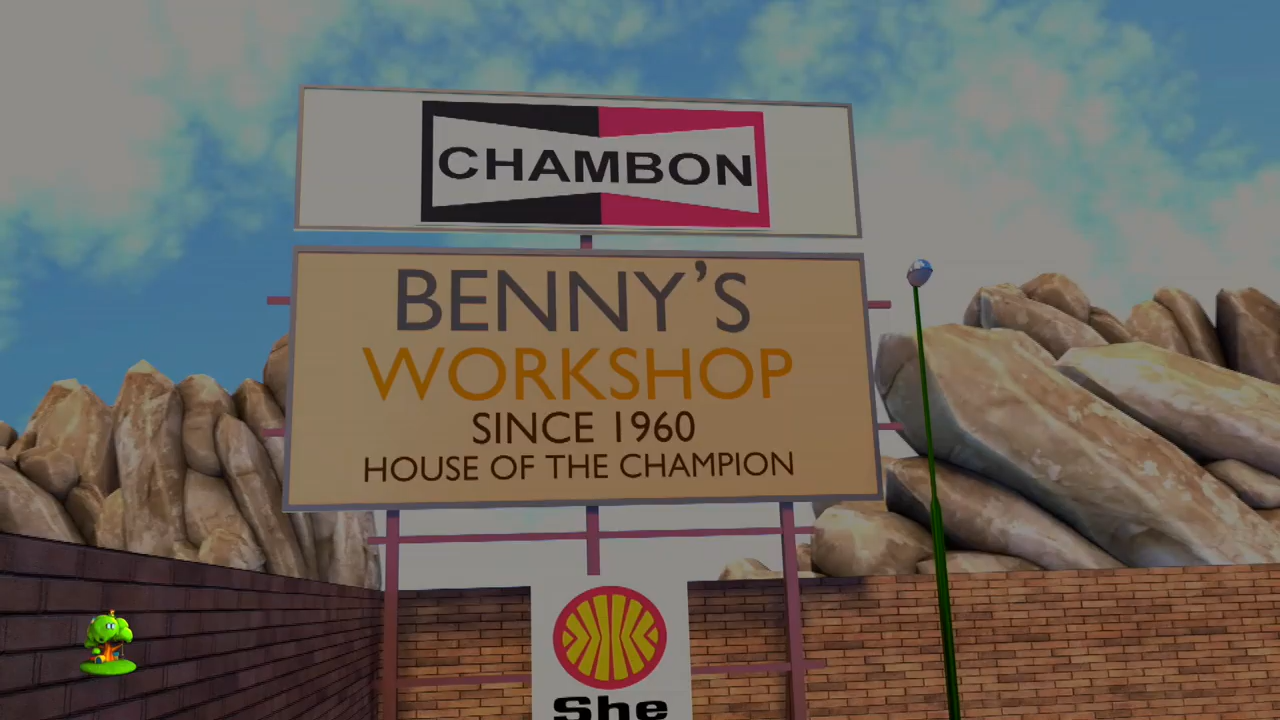 CHAMBON
BENNY'S
WORKSHOP
SINCE 1960
HOUSE OF THE CHAMPION
She